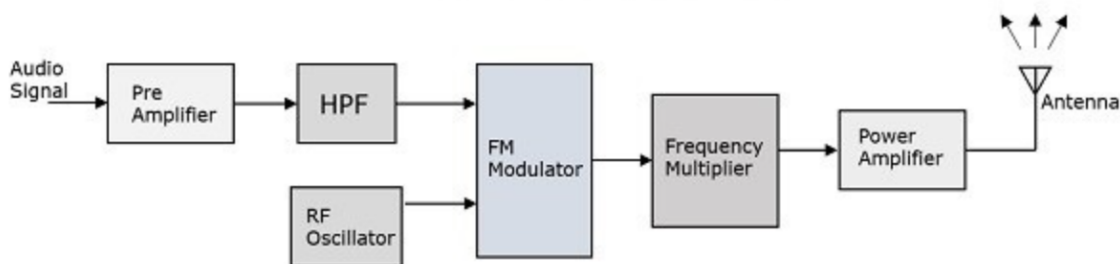 Audio
Signal
Pre
Amplifier
HPF
RF
Oscillator
FM
Modulator
Frequency
Multiplier
Power
Amplifier
Antenna